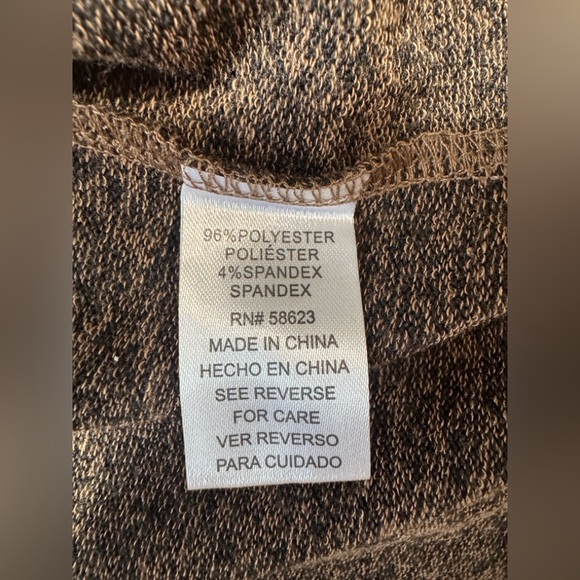 96%POLYESTER
POLIÉSTER
4%SPANDEX
SPANDEX
RN# 58623
MADE IN CHINA
HECHO EN CHINA
SEE REVERSE
FOR CARE
VER REVERSO
PARA CUIDADO